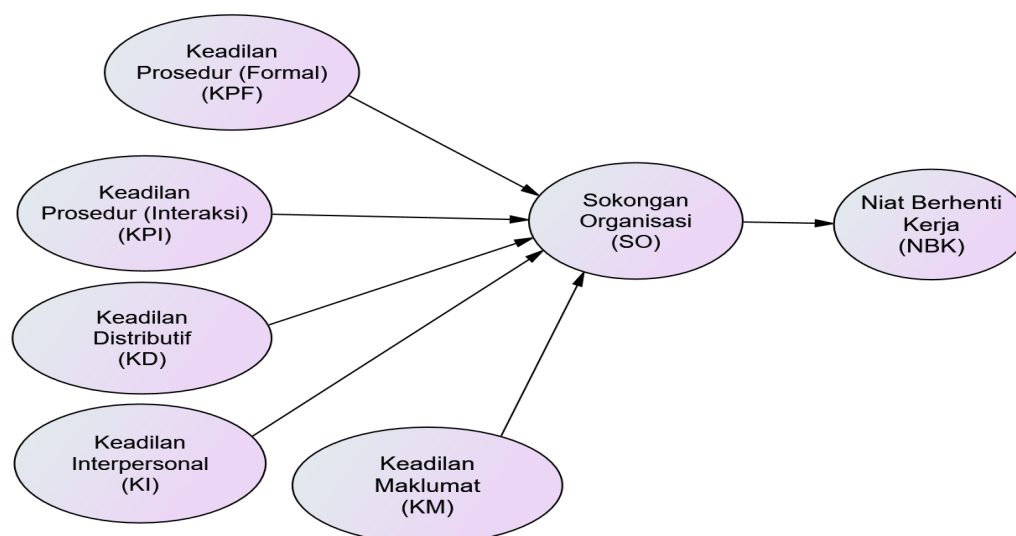 Keadilan
Prosedur (Formal)
(KPF)
Keadilan
Prosedur (Interaksi)
(KPI)
Keadilan
Distributif
(KD)
Keadilan
Interpersonal
(KI)
Keadilan
Maklumat
(KM)
Sokongan
Organisasi
(SO)
Niat Berhenti
Kerja
(NBK)